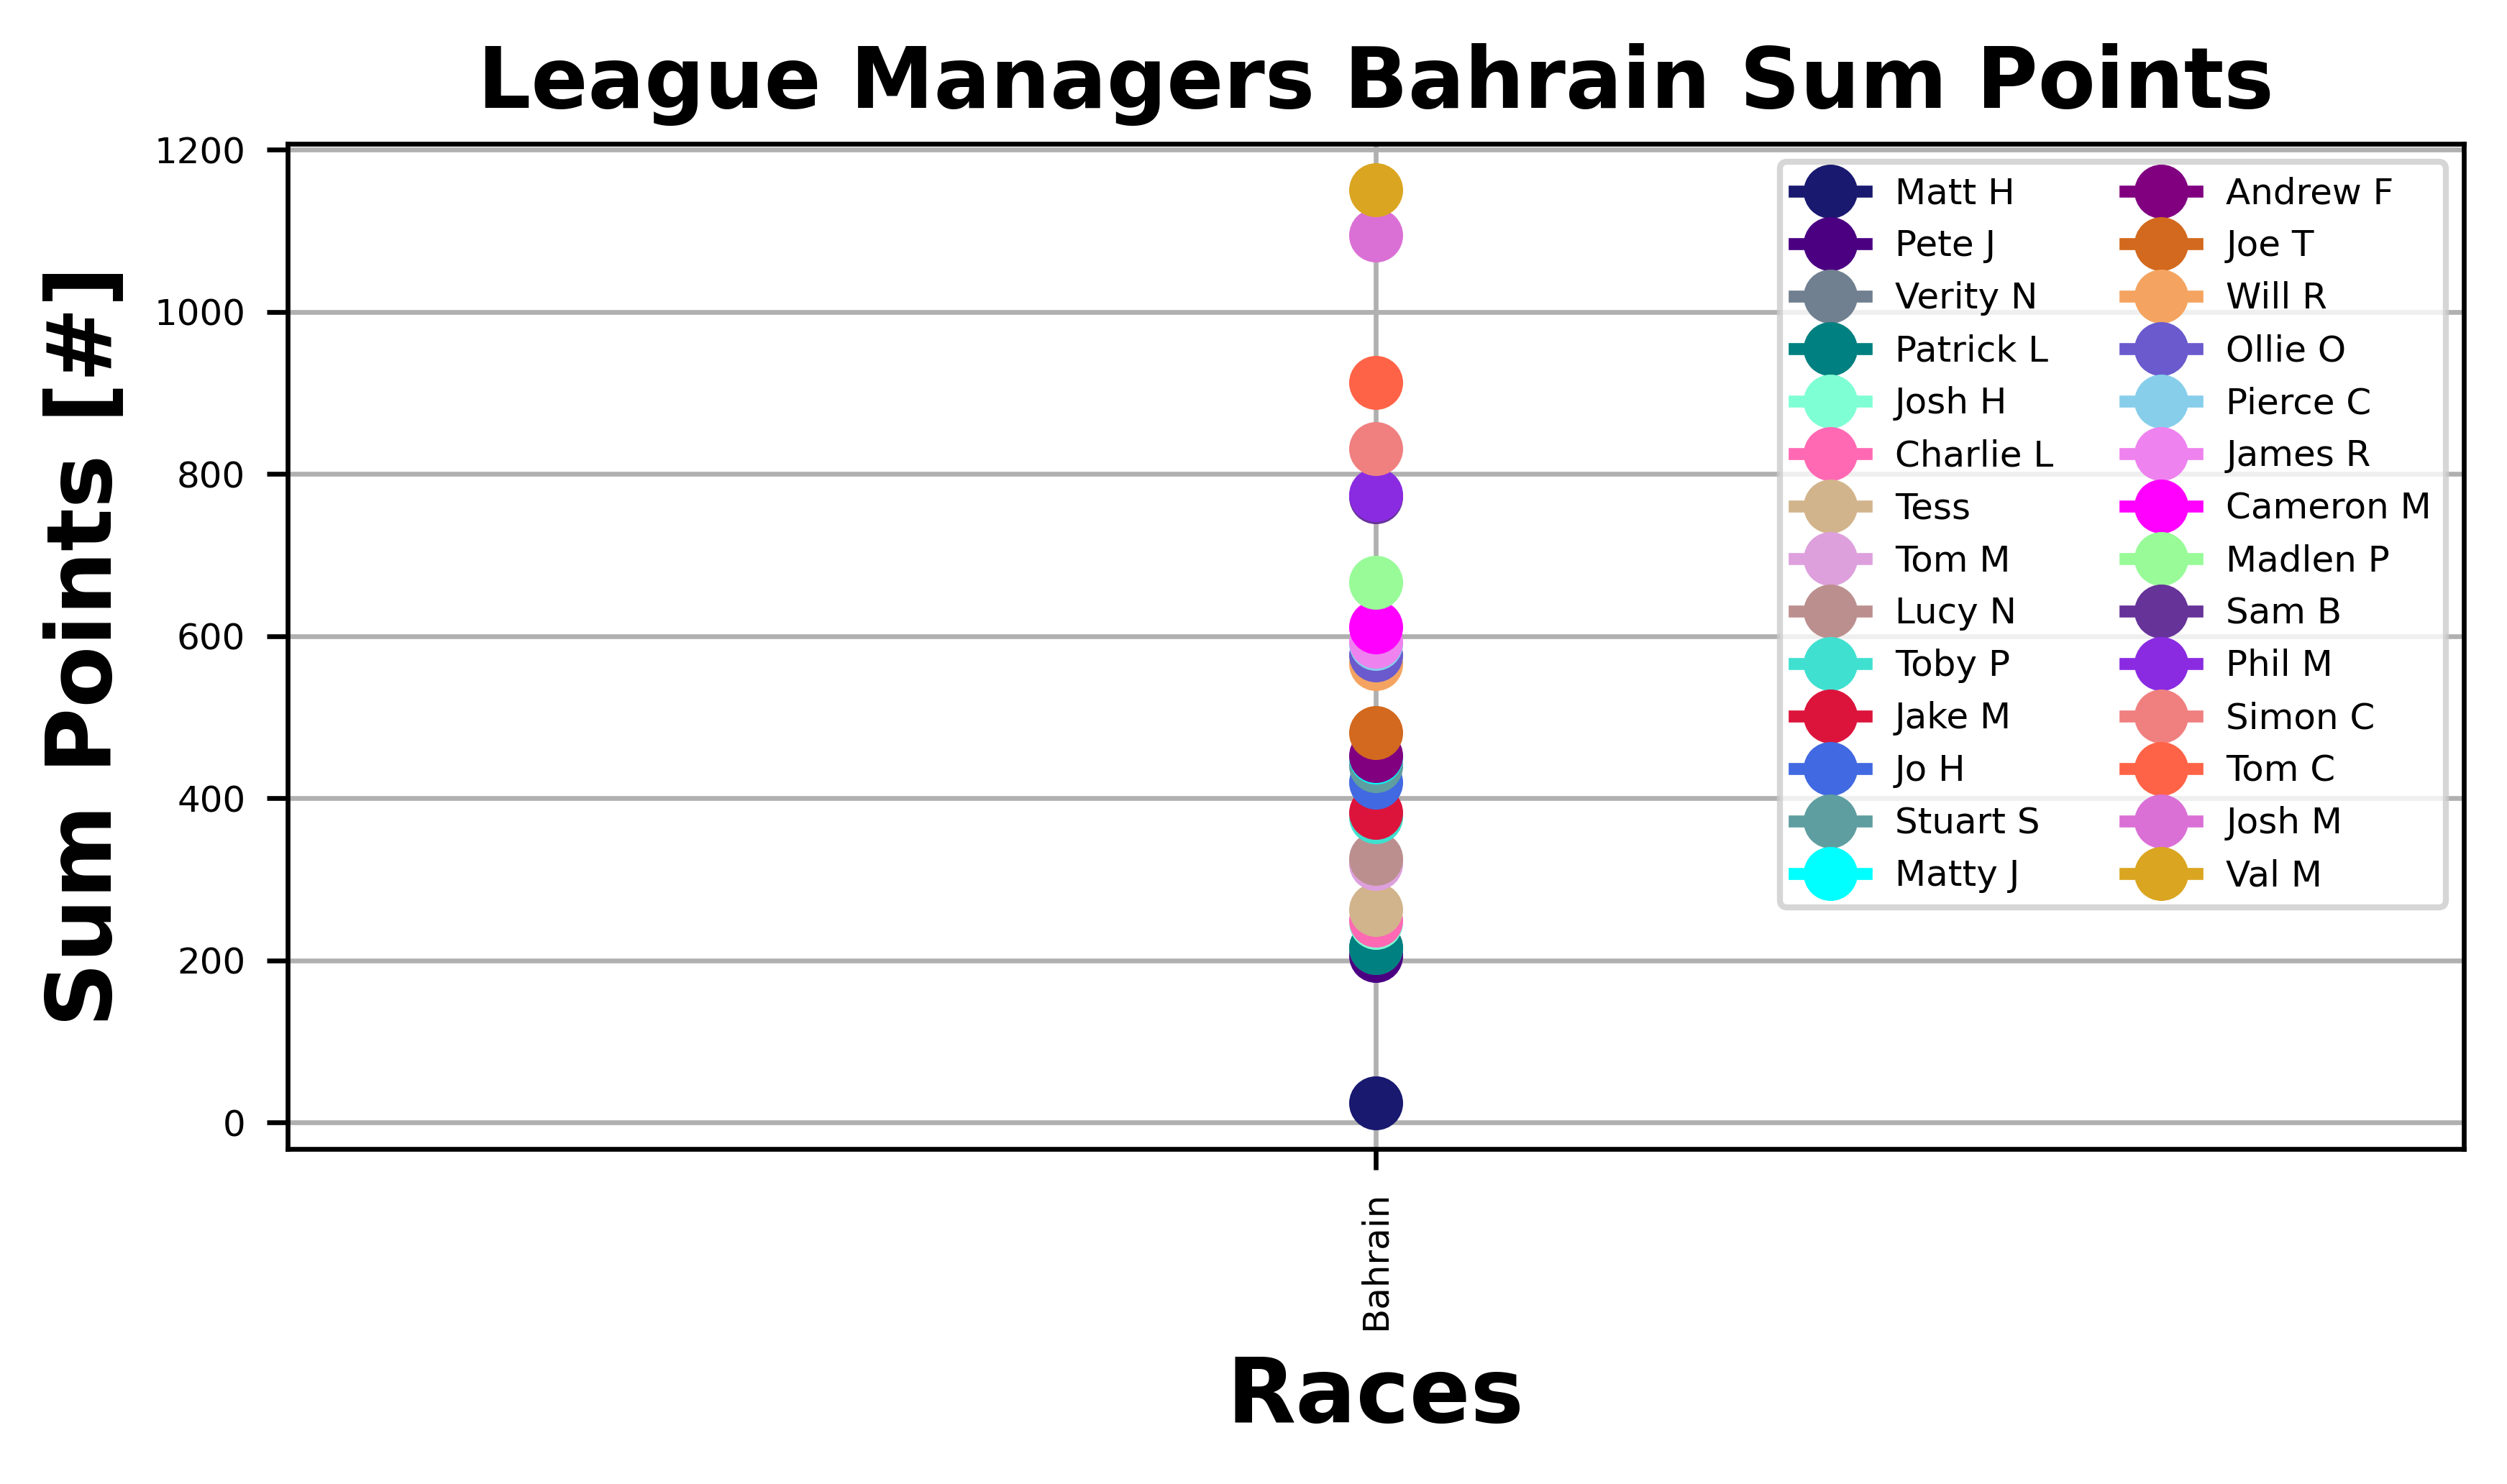 League Managers Bahrain Sum Points
Sum Points [#]
1200
1000
800
600
400
200
0
Matt H
Pete J
Verity N
Patrick L
Josh H
Charlie L
Tess
Tom M
Lucy N
Toby P
Jake M
Jo H
Stuart S
Matty J
Andrew F
Joe T
Will R
Ollie O
Pierce C
James R
Cameron M
Madlen P
Sam B
Phil M
Simon C
Tom C
Josh M
Val M
Bahrain
Races